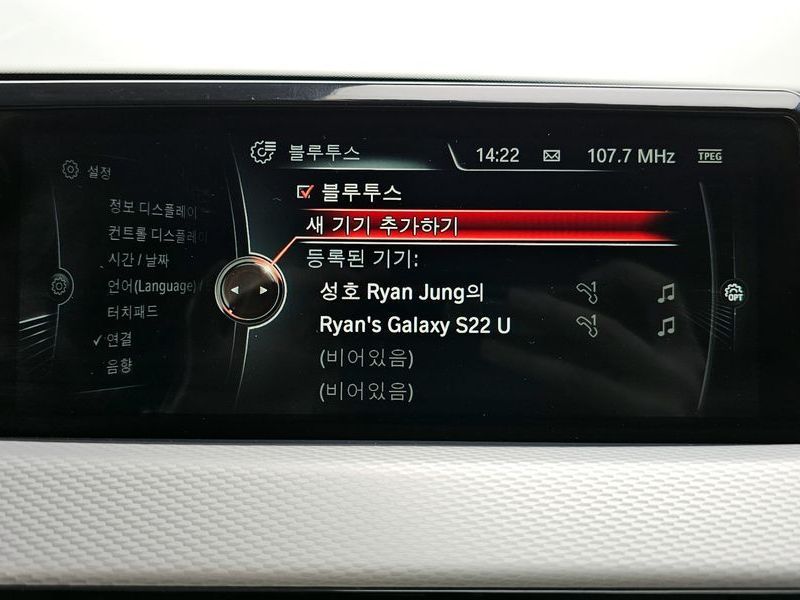 설정
정보 디스플레이
컨트롤 디스플레이
시간 / 날짜
언어(Language) /
터치패드
✓연결
음향
블루투스
14:22 107.7 MHz TPEG
블루투스
새 기기 추가하기
등록된 기기:
성호 Ryan Jung의 1
Ryan's Galaxy S22 U 1
(비어있음)
(비어있음)
OPT